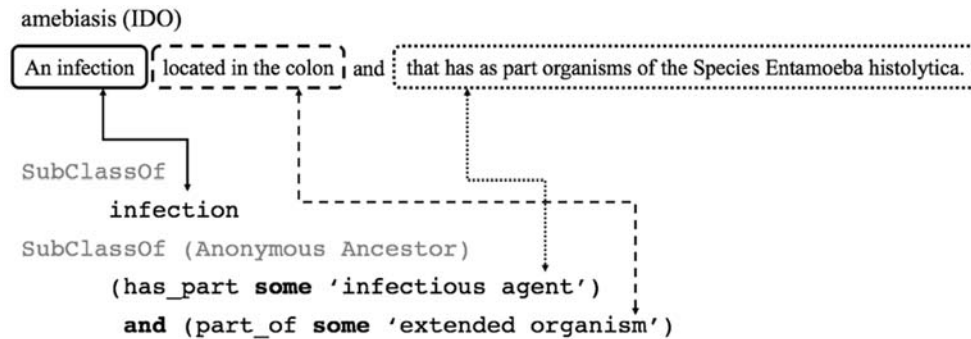 amebiasis (IDO)
An infection located in the colon and that has as part organisms of the Species Entamoeba histolytica.
SubClassOf
infection
SubClassOf (Anonymous Ancestor)
(has_part some ‘infectious agent’)
and (part_of some ‘extended organism’)